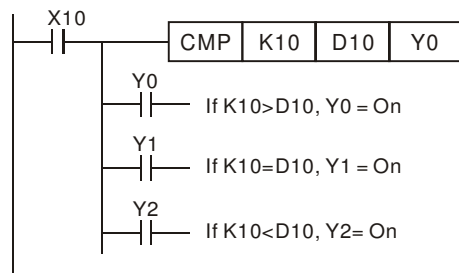 X10
CMP K10 D10 Y0
Y0
If K10>D10, Y0 = On
Y1
If K10=D10, Y1 = On
Y2
If K10<D10, Y2= On